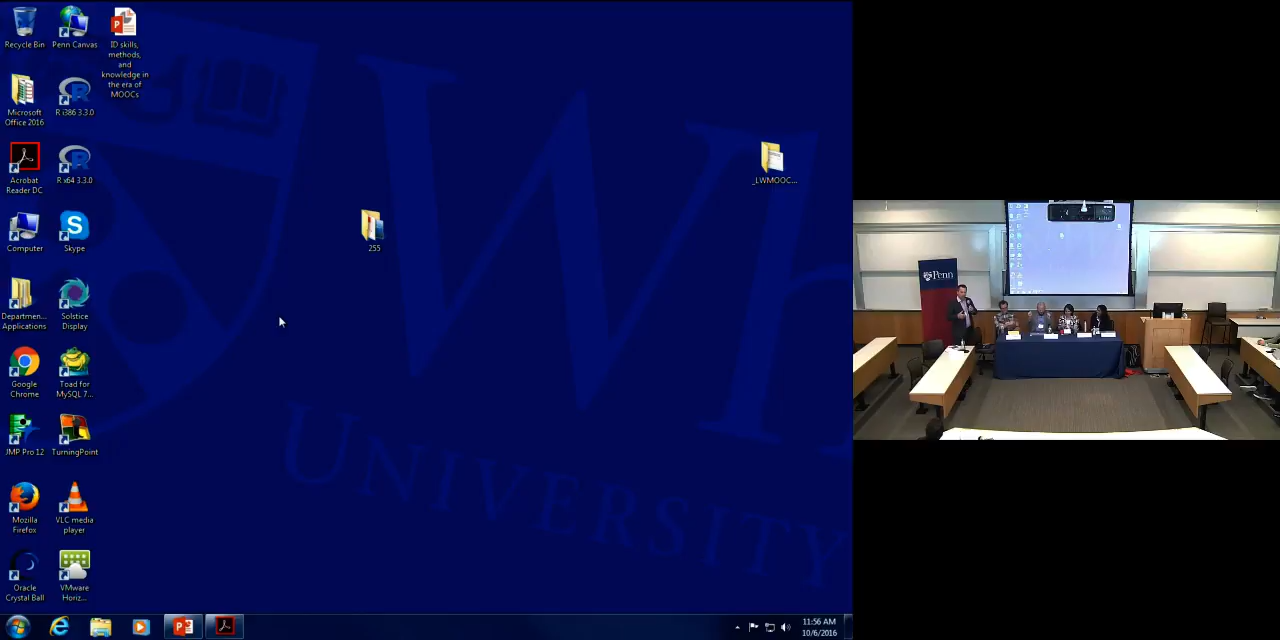 Recycle Bin
Penn Canvas
ID skills,
methods,
and
knowledge in
the era of
MOOCs
Microsoft
Office 2016
R i386 3.3.0
Acrobat
Reader DC
R x64 3.3.0
Computer
Skype
Departmen...
Applications
Solstice
Display
Google
Chrome
Toad for
MySQL 7...
JMP Pro 12
TurningPoint
Mozilla
Firefox
VLC media
player
Oracle
Crystal Ball
VMware
Horiz...
255
_LWMOOC...
Wh
UNIVERSITY
Penn
11:56 AM
10/6/2016